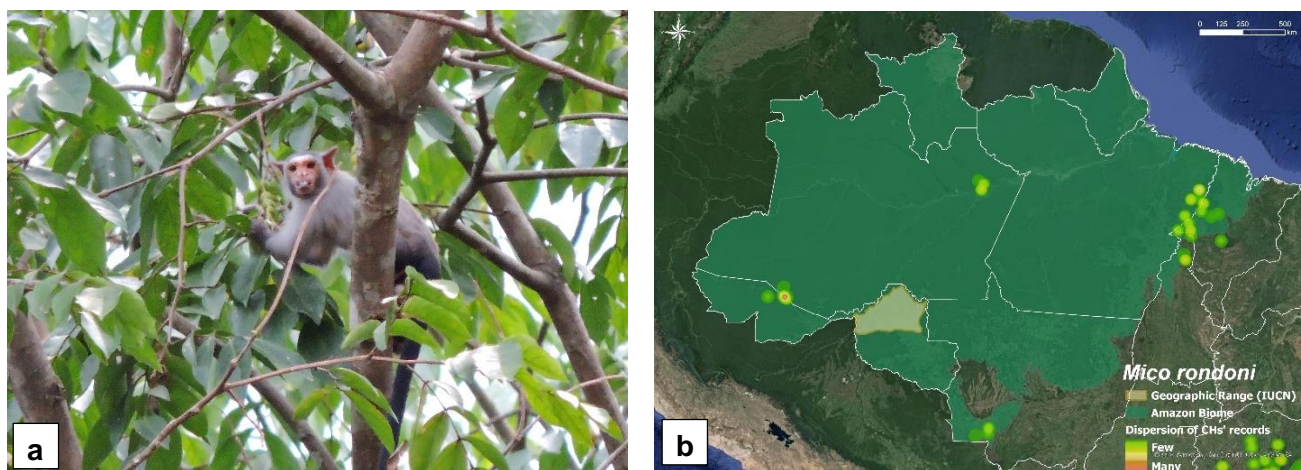 a
0 125 250 500
km
Mico rondoni
Geographic Range (IUCN)
Amazon Biome
Dispersion of CHs' records
Few
Many
b